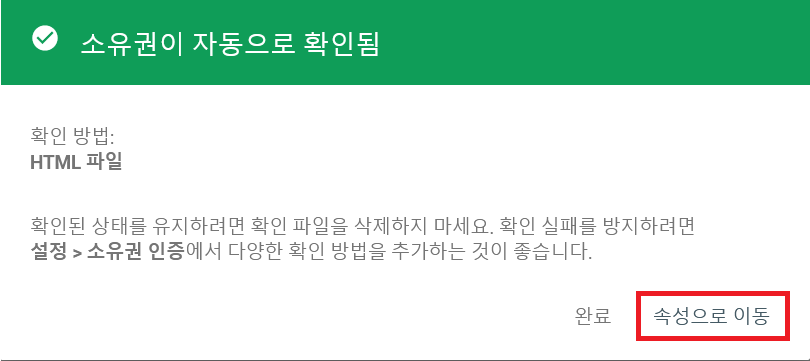 소유권이 자동으로 확인됨
확인 방법:
HTML 파일
확인된 상태를 유지하려면 확인 파일을 삭제하지 마세요. 확인 실패를 방지하려면
설정 > 소유권 인증에서 다양한 확인 방법을 추가하는 것이 좋습니다.
완료 속성으로 이동